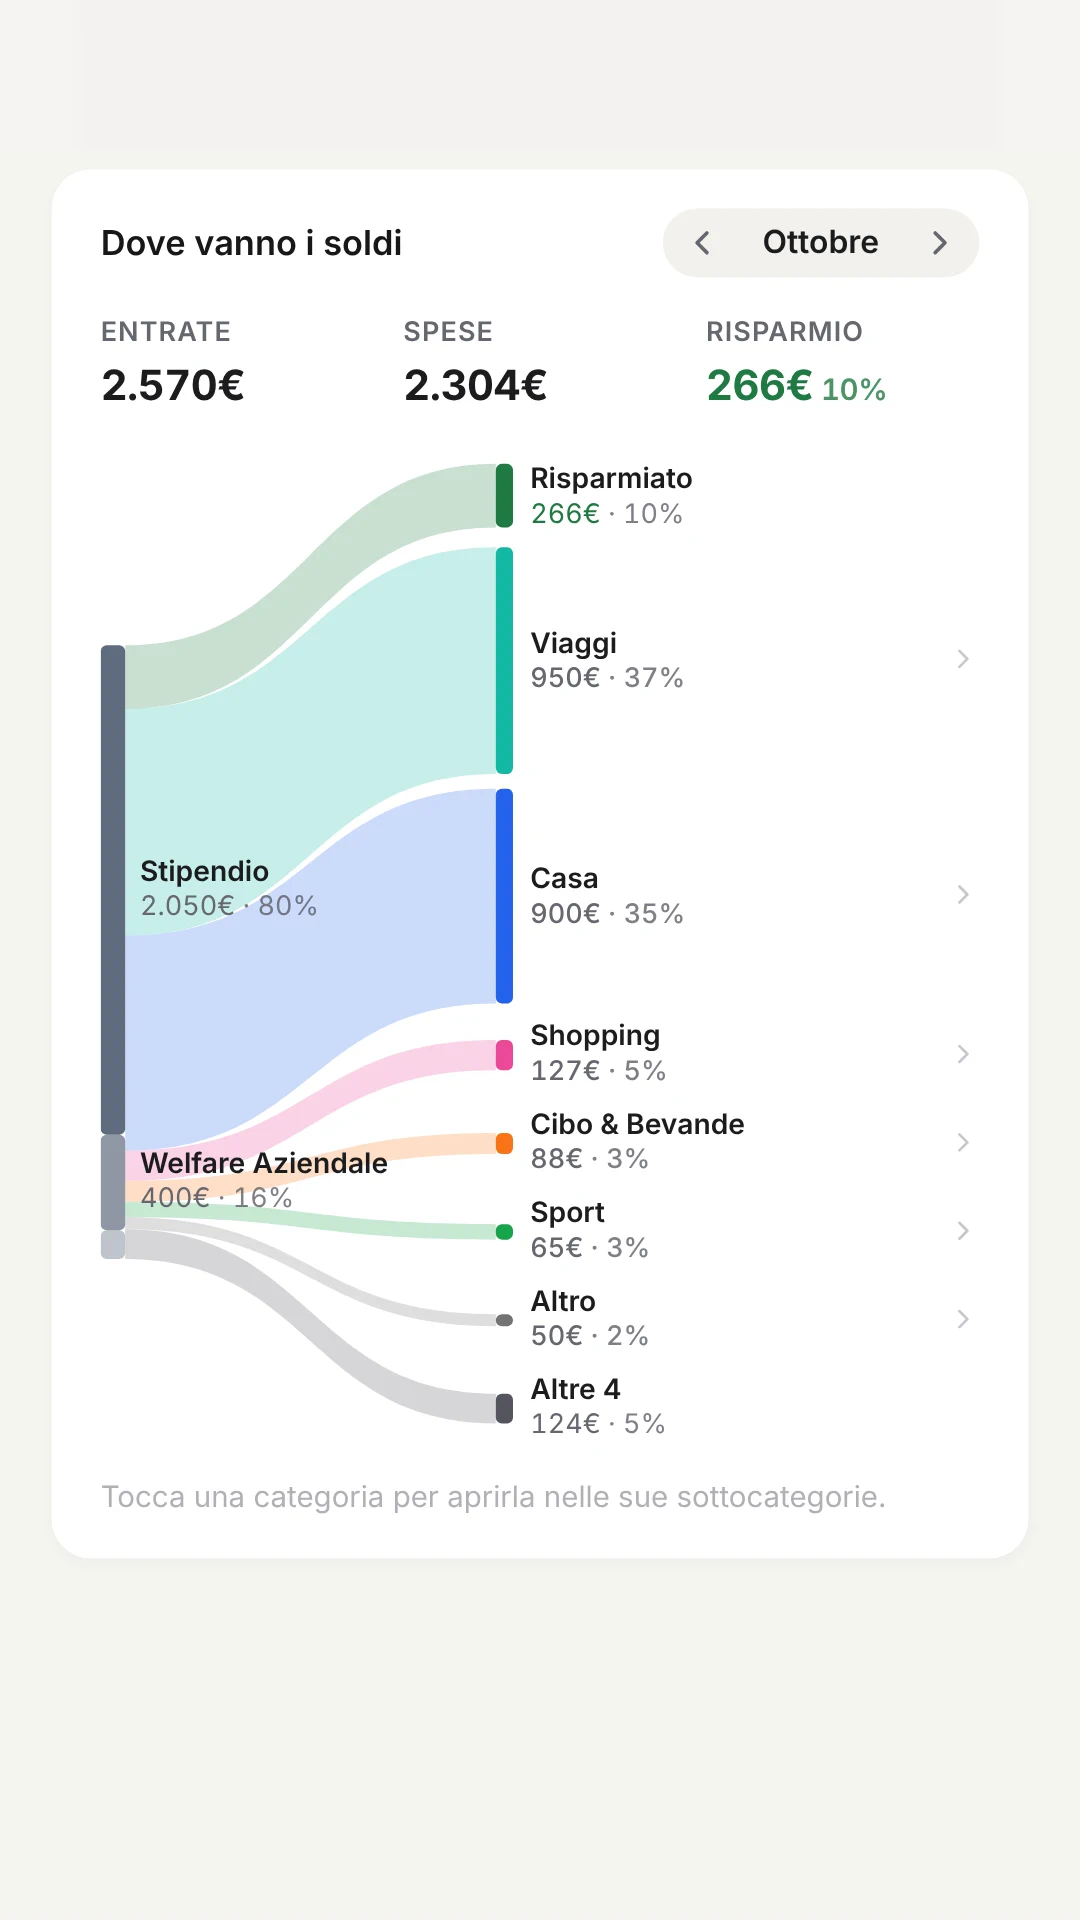 Dove vanno i soldi
Ottobre
ENTRATE
2.570€
SPESE
2.304€
RISPARMIO
266€ 10%
Risparmiato
266€ · 10%
Viaggi
950€ · 37%
Stipendio
2.050€ · 80%
Casa
900€ · 35%
Shopping
127€ · 5%
Cibo & Bevande
88€ · 3%
Welfare Aziendale
400€ · 16%
Sport
65€ · 3%
Altro
50€ · 2%
Altre 4
124€ · 5%
Tocca una categoria per aprirla nelle sue sottocategorie.